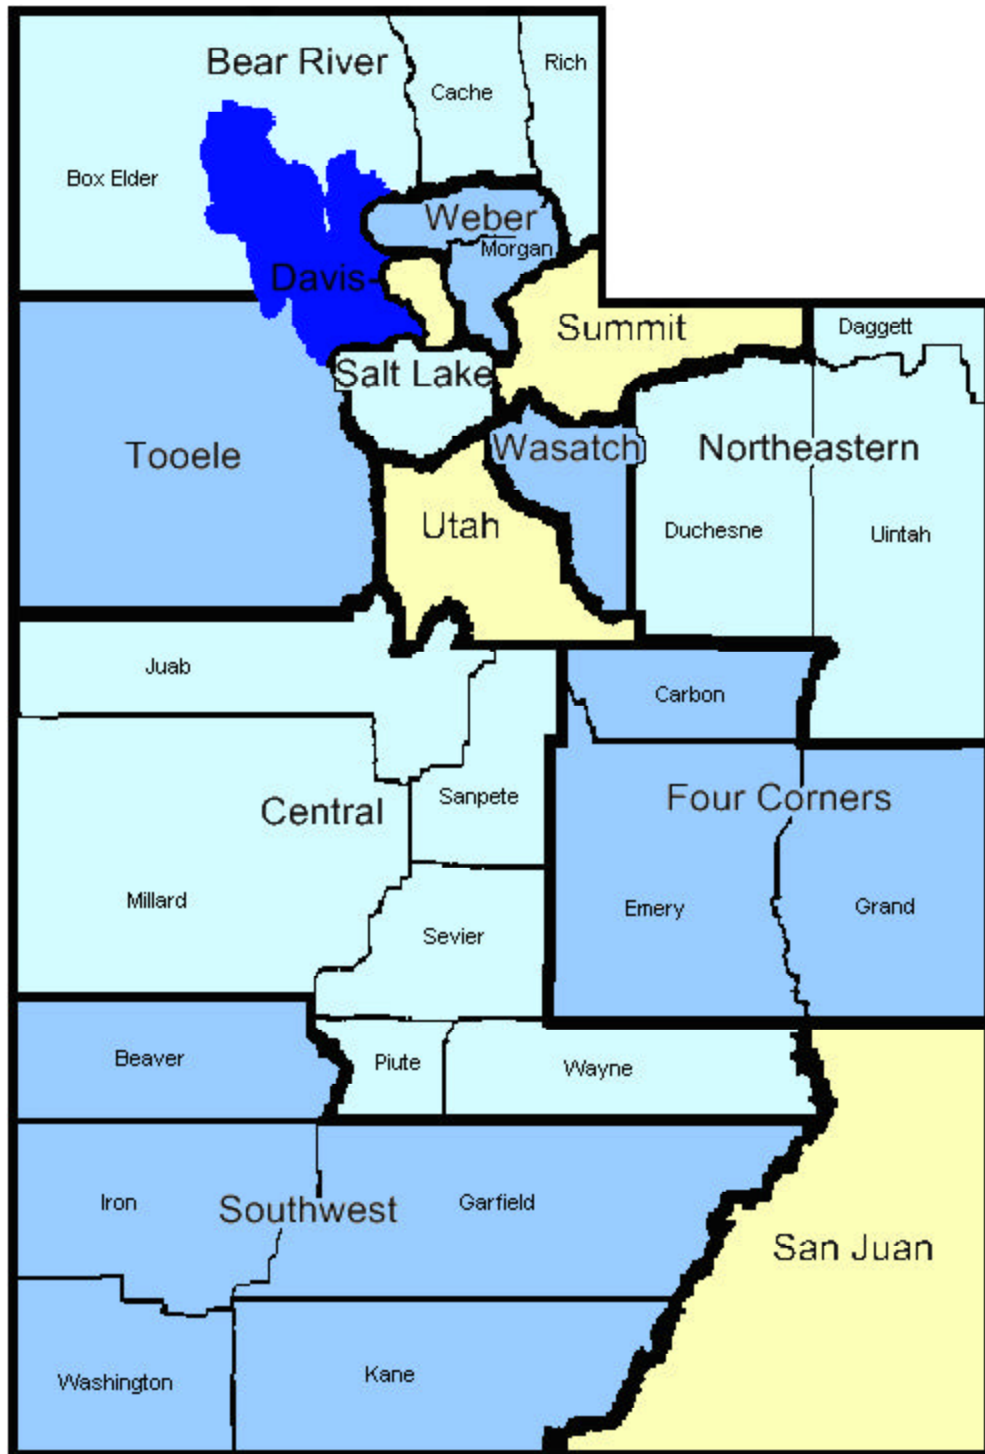 Bear River
Rich
Cache
Box Elder
Weber
Morgan
Davis-
Summit
Daggett
Salt Lake
Tooele
Wasatch
Northeastern
Utah
Duchesne
Uintah
Juab
Carbon
Central
Sanpete
Four Corners
Millard
Emery
Grand
Sevier
Beaver
Piute
Wayne
Iron
Southwest
Garfield
San Juan
Washington
Kane